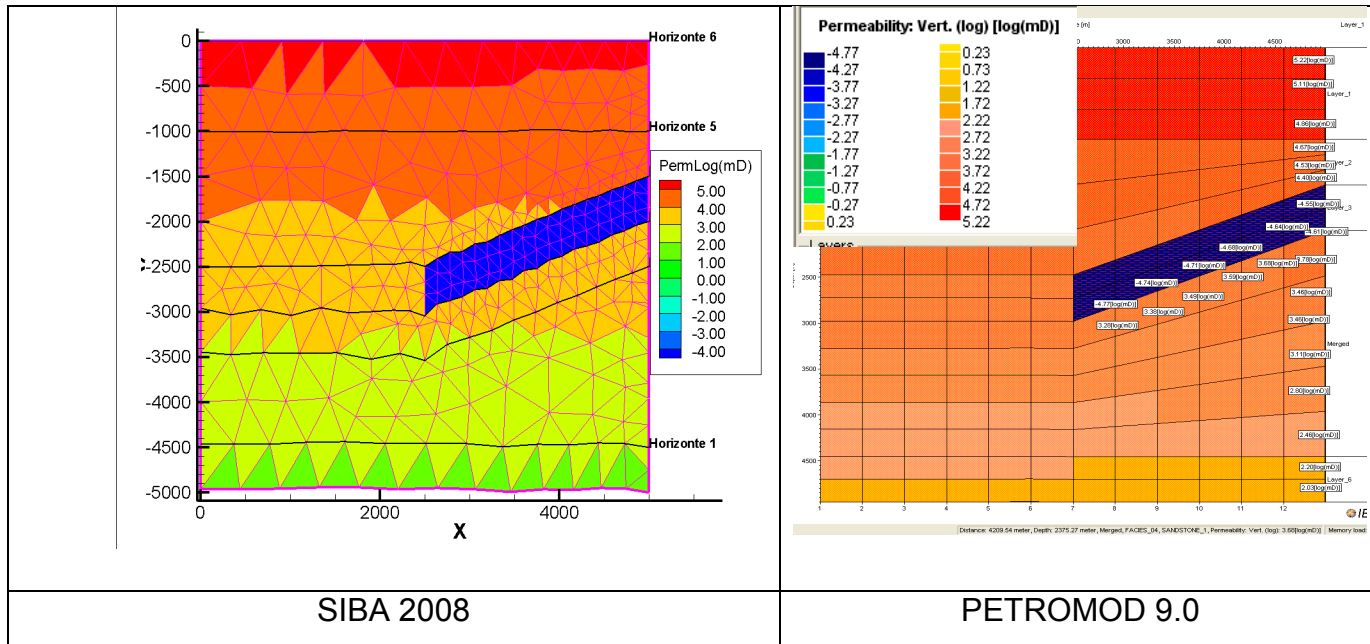 Horizonte 6
0
-500
-1000
-1500
-2000
-2500
-3000
-3500
-4000
-4500
-5000
Horizonte 5
PermLog(mD)
5.00
4.00
3.00
2.00
1.00
0.00
-1.00
-2.00
-3.00
-4.00
Horizonte 1
0
2000
4000
X
SIBA 2008
Permeability: Vert. (log) [log(mD)]
-4.77
-4.27
-3.77
-3.27
-2.77
-2.27
-1.77
-1.27
-0.77
-0.27
0.23
0.23
0.73
1.22
1.72
2.22
2.72
3.22
3.72
4.22
4.72
5.22
Layers
[m]
Layer_1
3000
3500
4000
4500
5.22[log(mD)]
5.11[log(mD)]
Layer_1
4.86[log(mD)]
4.67[log(mD)]
4.53[log(mD)]
4.40[log(mD)]
-4.55[log(mD)]
-4.64[log(mD)]
-4.61[log(mD)]
-4.68[log(mD)]
-4.71[log(mD)]
3.68[log(mD)]
-4.74[log(mD)]
3.59[log(mD)]
-4.77[log(mD)]
3.49[log(mD)]
3.46[log(mD)]
3.38[log(mD)]
3.26[log(mD)]
3.46[log(mD)]
Merged
3.11[log(mD)]
2.80[log(mD)]
2.46[log(mD)]
2.20[log(mD)]
Layer_6
2.03[log(mD)]
2500
3000
3500
4000
4500
1
2
3
4
5
6
7
8
9
10
11
12
Distance: 4209.54 meter, Depth: 2375.27 meter, Merged, FACIES_04, SANDSTONE_1, Permeability: Vert. (log): 3.68[log(mD)]
Memory load:
PETROMOD 9.0